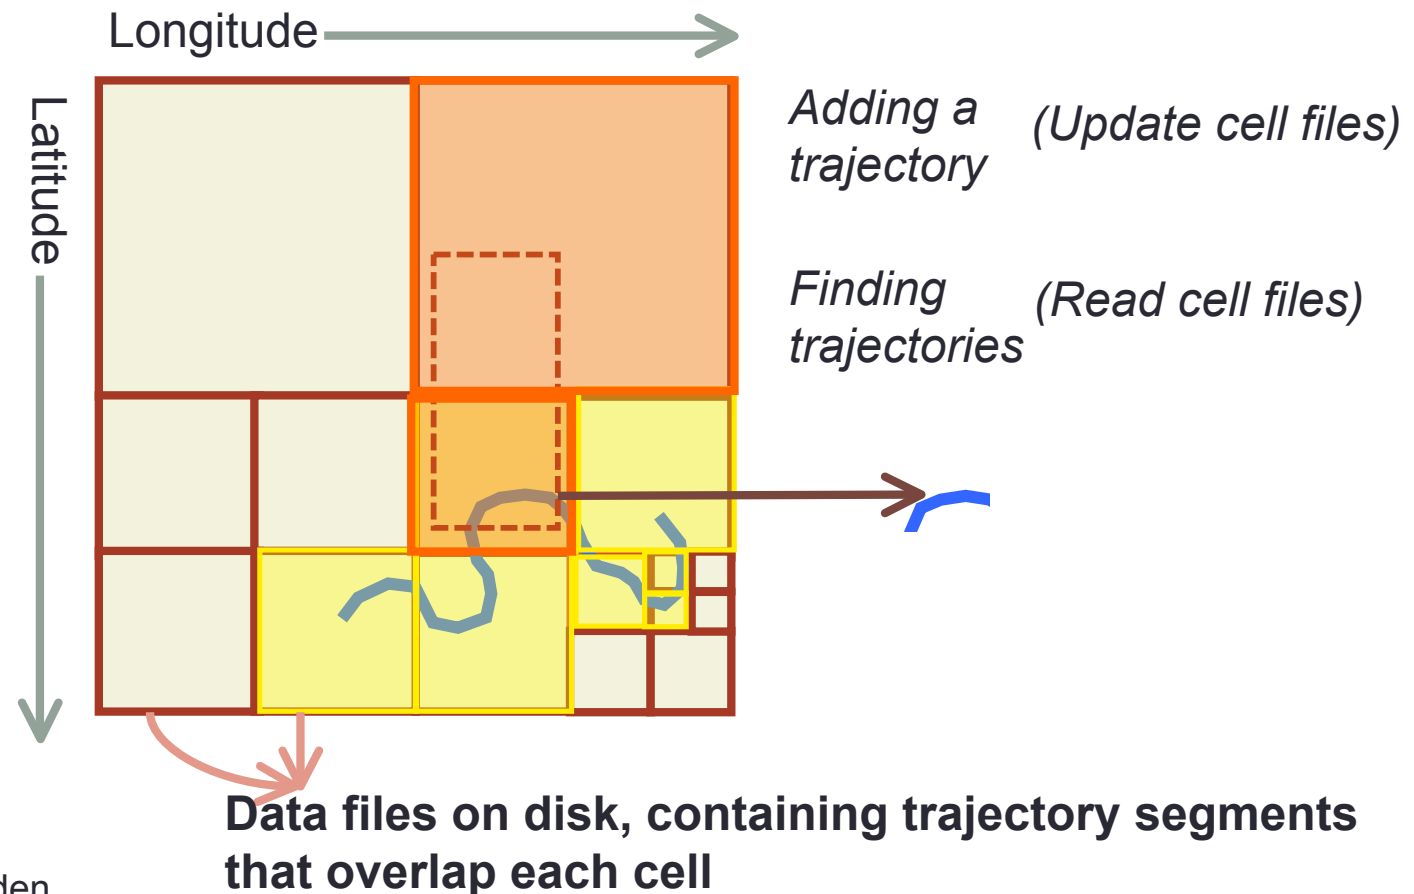 Longitude
Latitude
Adding a
trajectory
(Update cell files)
Finding
trajectories
(Read cell files)
Data files on disk, containing trajectory segments
that overlap each cell